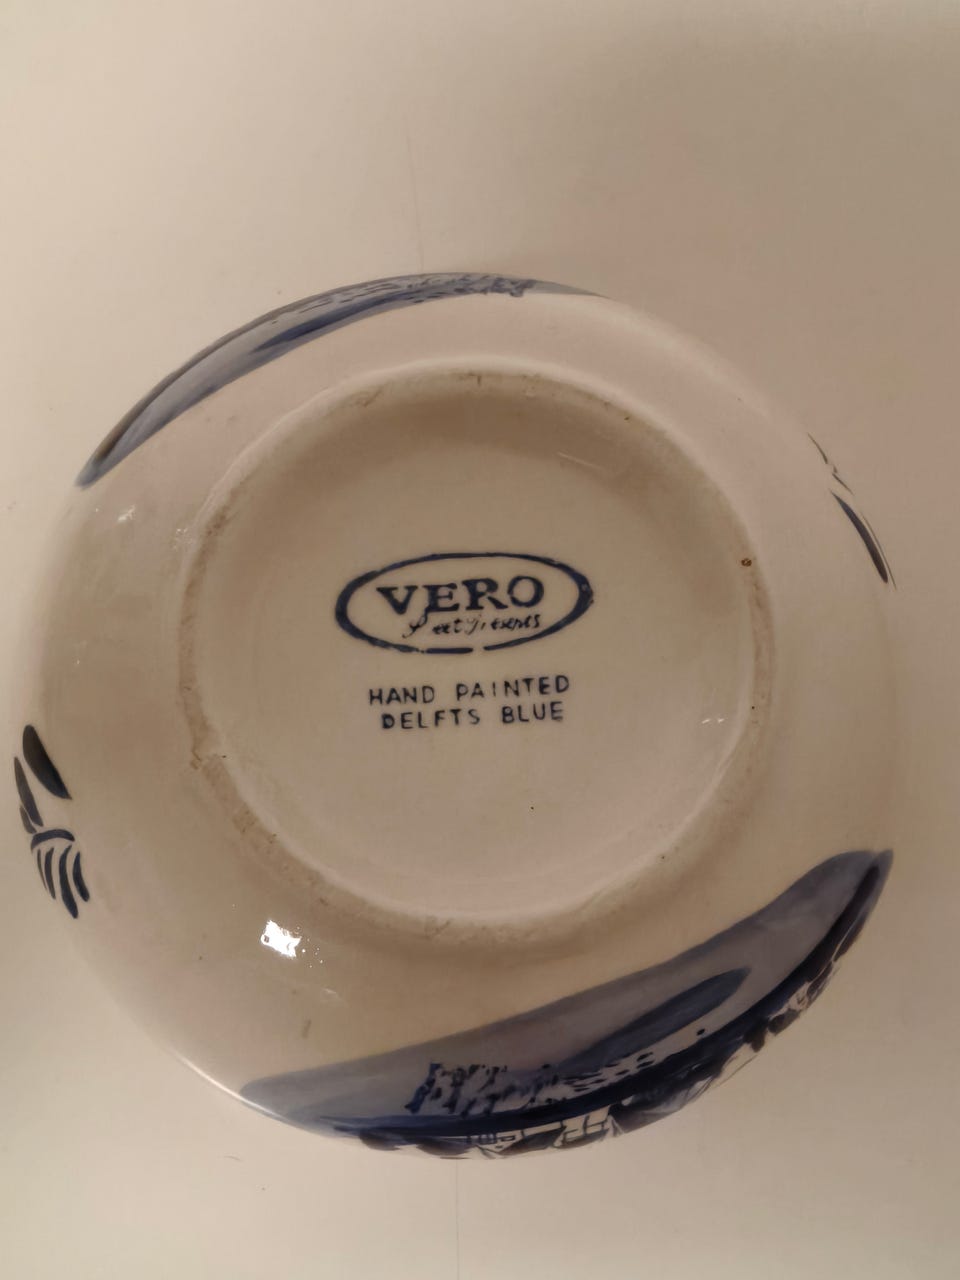 VERO
HAND PAINTED
DELFTS BLUE